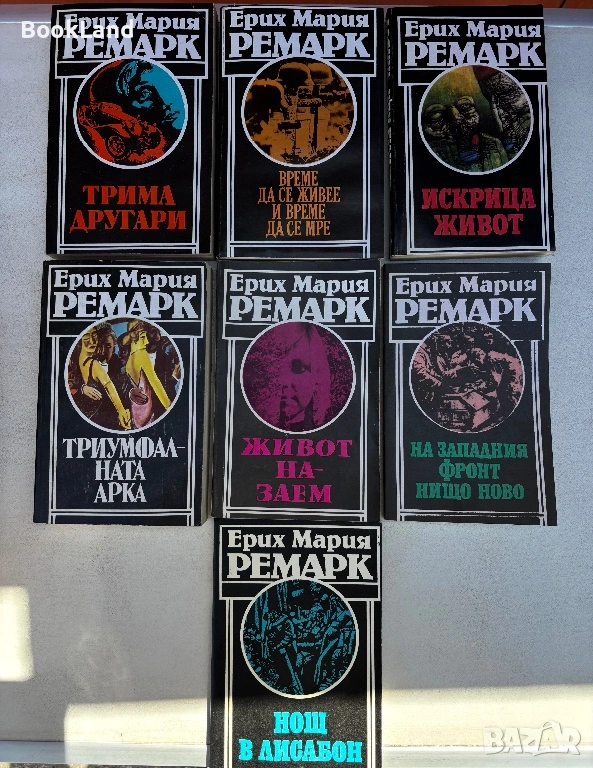 BookLand
Ерих Мария
РЕМАРК
ТРИМА
ДРУГАРИ
Ерих Мария
РЕМАРК
ВРЕМЕ
ДА СЕ ЖИВЕЕ
И ВРЕМЕ
ДА СЕ МРЕ
Ерих Мария
РЕМАРК
ИСКРИЦА
ЖИВОТ
Ерих Мария
РЕМАРК
ТРИУМФАЛ-
НАТА
АРКА
Ерих Мария
РЕМАРК
ЖИВОТ
НА-
ЗАЕМ
Ерих Мария
РЕМАРК
НА ЗАПАДНИЯ
ФРОНТ
НИЩО НОВО
Ерих Мария
РЕМАРК
НОЩ
В ЛИСАБОН
BAZAR